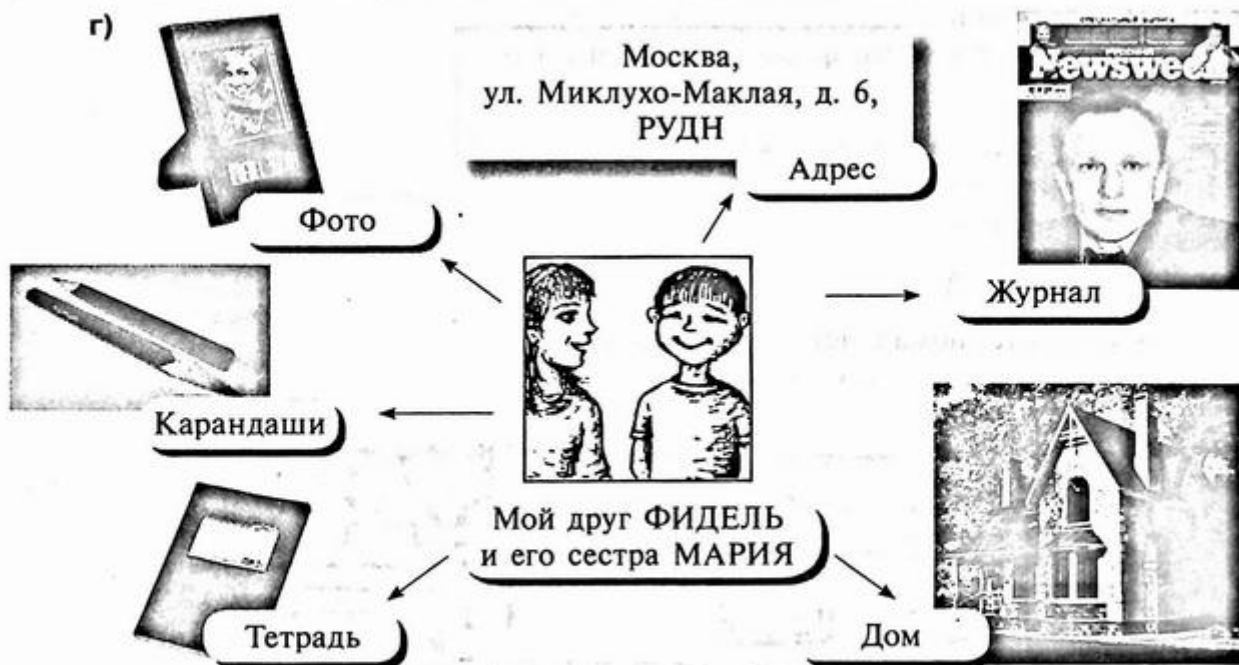 г)
Москва,
ул. Миклухо-Маклая, д. 6,
РУДН
Адрес
Newsweek
Фото
Журнал
Карандаши
Мой друг ФИДЕЛЬ
и его сестра МАРИЯ
Тетрадь
Дом